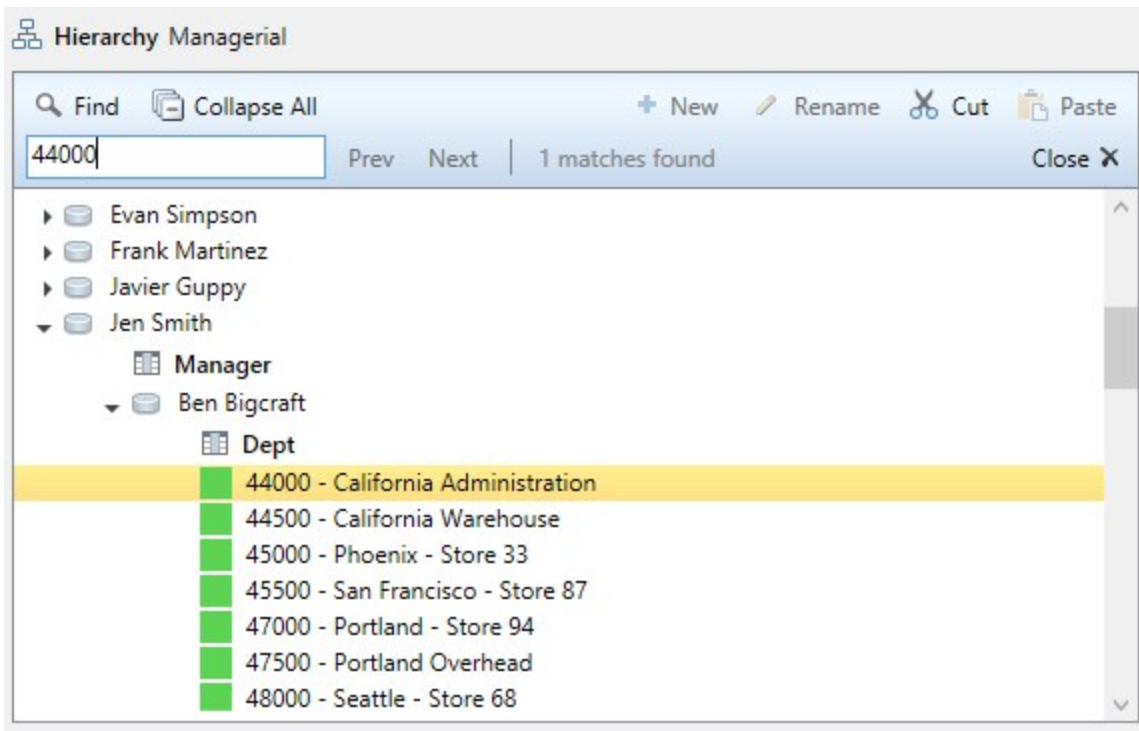 Hierarchy Managerial
Find Collapse All New Rename Cut Paste
44000 Prev Next 1 matches found Close
Evan Simpson
Frank Martinez
Javier Guppy
Jen Smith
Manager
Ben Bigcraft
Dept
44000 - California Administration
44500 - California Warehouse
45000 - Phoenix - Store 33
45500 - San Francisco - Store 87
47000 - Portland - Store 94
47500 - Portland Overhead
48000 - Seattle - Store 68